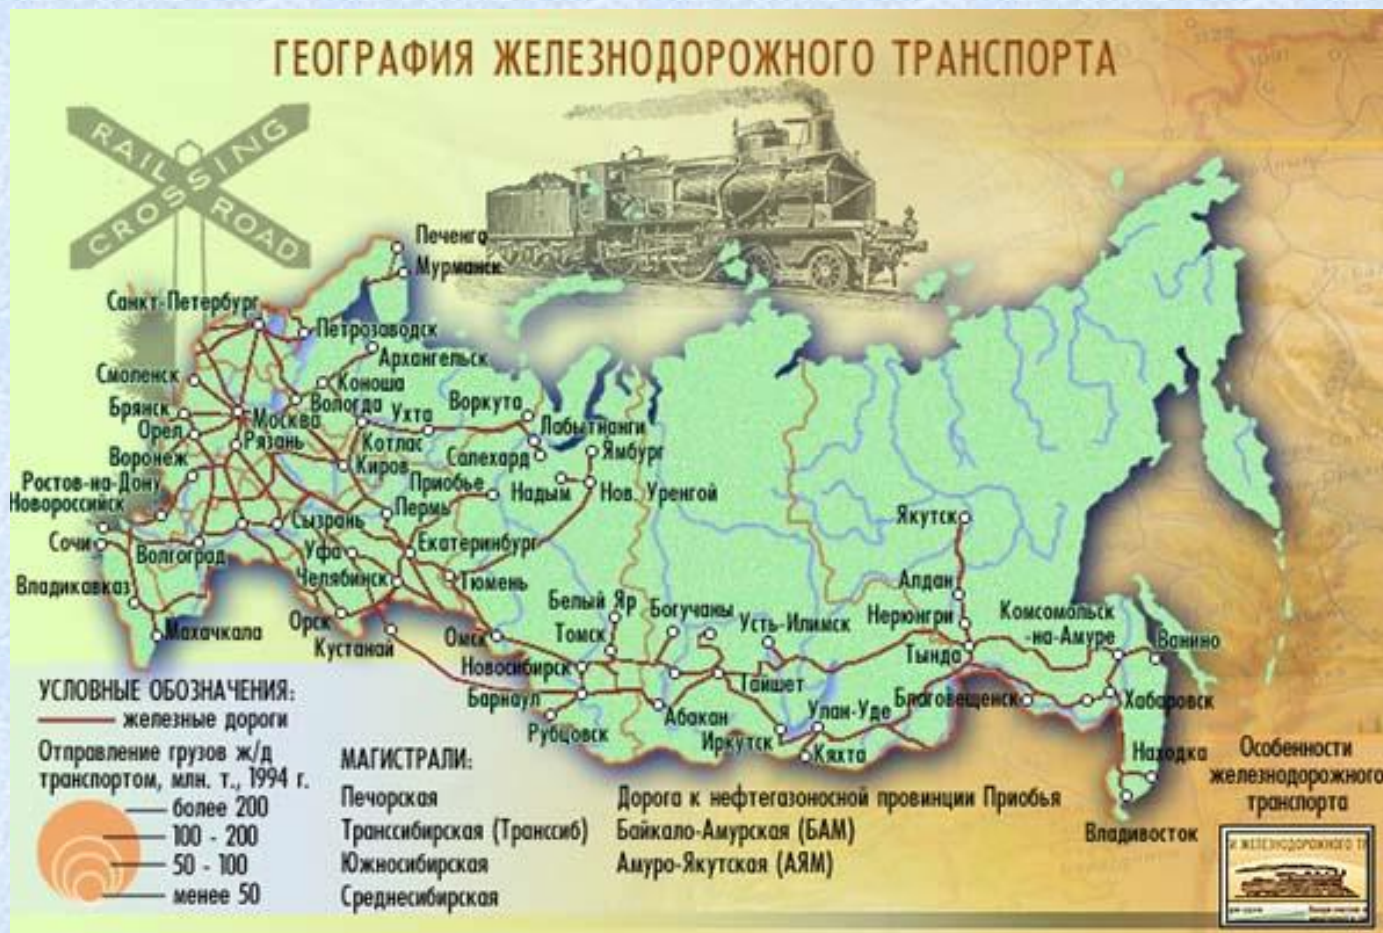 ГЕОГРАФИЯ ЖЕЛЕЗНОДОРОЖНОГО ТРАНСПОРТА
RAIL ROAD
CROSSING
Печенга
Мурманск
Санкт-Петербург
Петрозаводск
Архангельск
Смоленск
Коноша
Брянск
Москва
Вологда
Ухта
Воркута
Лабытнанги
Орел
Рязань
Котлас
Салехард
Ямбург
Воронеж
Киров
Приобье
Надым
Нов. Уренгой
Ростов-на-Дону
Новороссийск
Пермь
Сызрань
Якутск
Сочи
Волгоград
Уфа
Екатеринбург
Челябинск
Тюмень
Владикавказ
Алдан
Белый Яр
Богучаны
Усть-Илимск
Нерюнгри
Комсомольск
-на-Амуре
Орск
Махачкала
Кустанай
Омск
Томск
Ванино
Новосибирск
Тайшет
Тында
Барнаул
Абакан
Благовещенск
Хабаровск
Рубцовск
Иркутск
Улан-Удэ
Кяхта
Находка
Владивосток
УСЛОВНЫЕ ОБОЗНАЧЕНИЯ:
железные дороги
Отправление грузов ж/д
транспортом, млн. т., 1994 г.
более 200
100 - 200
50 - 100
менее 50
МАГИСТРАЛИ:
Печорская
Транссибирская (Транссиб)
Южносибирская
Среднесибирская
Дорога к нефтегазоносной провинции Приобья
Байкало-Амурская (БАМ)
Амуро-Якутская (АЯМ)
Особенности
железнодорожного
транспорта
И ЖЕЛЕЗНОДОРОЖНОГО ТР